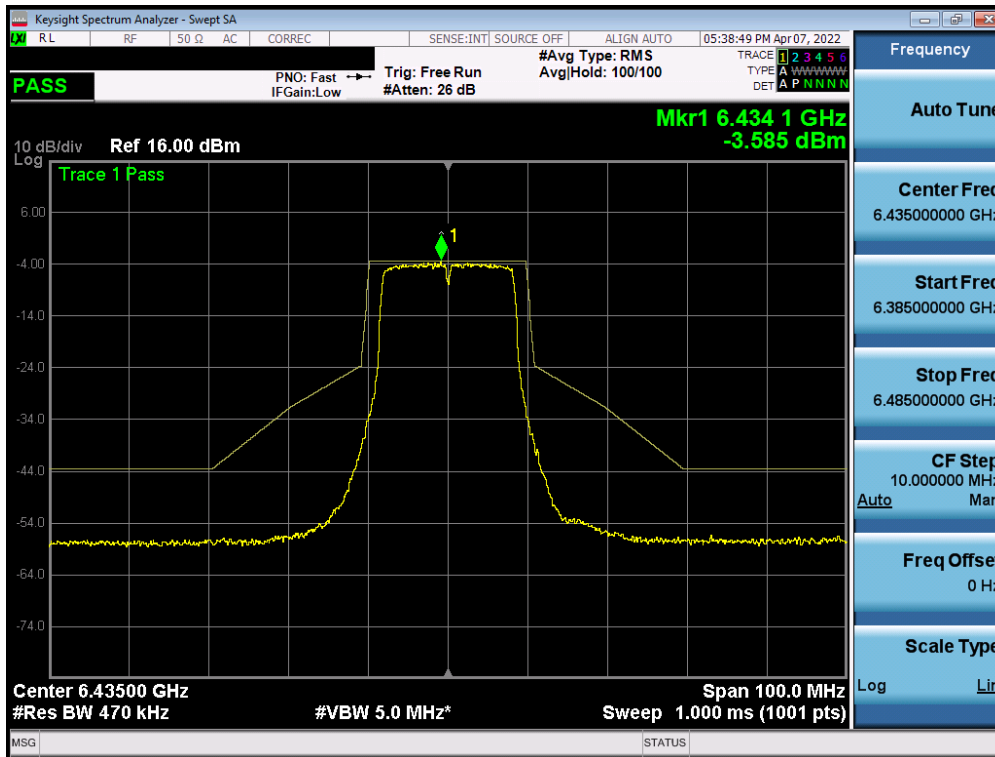 Keysight Spectrum Analyzer - Swept SA
LXI RL RF 50 Ω AC CORREC SENSE:INT SOURCE OFF ALIGN AUTO 05:38:49 PM Apr 07, 2022
PASS
PNO: Fast
IFGain:Low
Trig: Free Run
#Atten: 26 dB
#Avg Type: RMS
Avg|Hold: 100/100
TRACE 1 2 3 4 5 6
TYPE A WWWWW
DET A P N N N N
Mkr1 6.434 1 GHz
-3.585 dBm
10 dB/div Ref 16.00 dBm
Log
Trace 1 Pass
1
6.00
-4.00
-14.0
-24.0
-34.0
-44.0
-54.0
-64.0
-74.0
Center 6.43500 GHz Span 100.0 MHz
#Res BW 470 kHz #VBW 5.0 MHz* Sweep 1.000 ms (1001 pts)
MSG STATUS
Frequency
Auto Tune
Center Freq
6.435000000 GHz
Start Freq
6.385000000 GHz
Stop Freq
6.485000000 GHz
CF Step
10.000000 MHz
Auto Man
Freq Offset
0 Hz
Scale Type
Log Lin